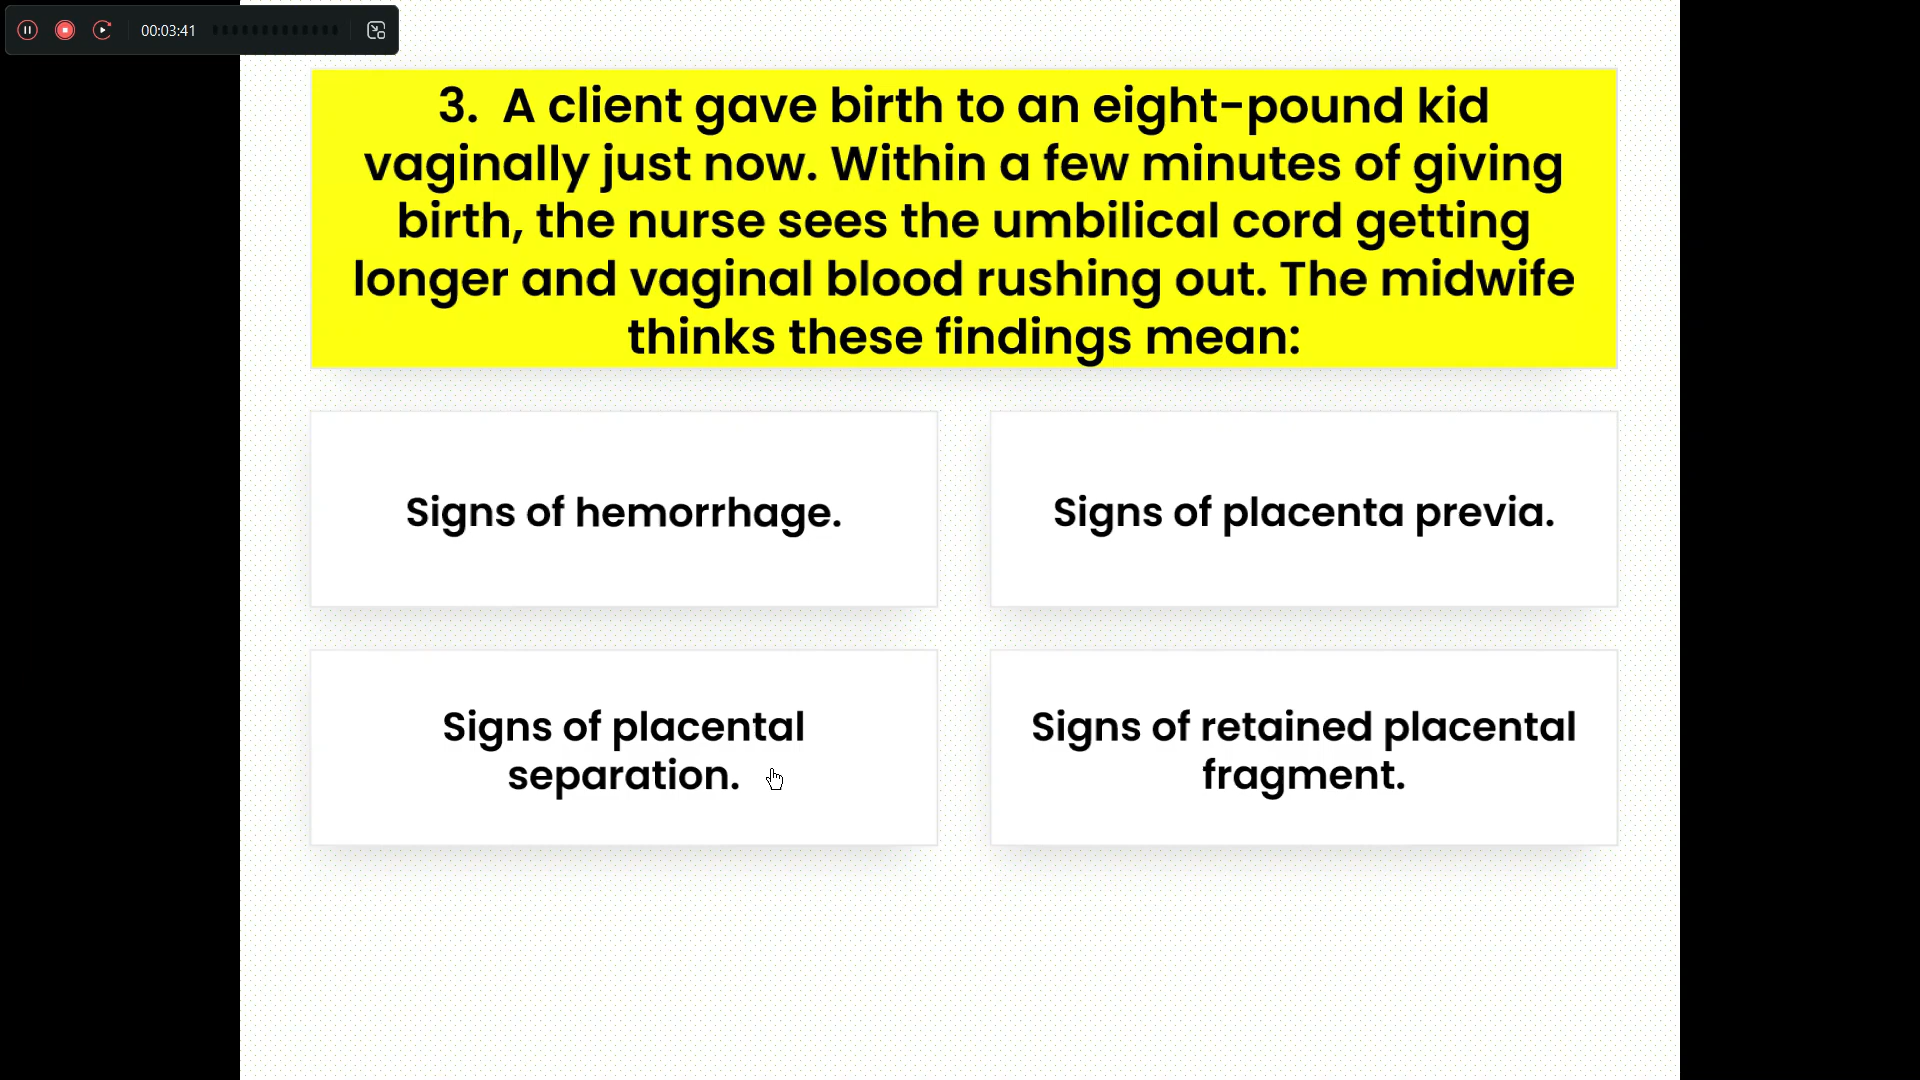 00:03:41
3. A client gave birth to an eight-pound kid
vaginally just now. Within a few minutes of giving
birth, the nurse sees the umbilical cord getting
longer and vaginal blood rushing out. The midwife
thinks these findings mean:
Signs of hemorrhage.
Signs of placenta previa.
Signs of placental
separation.
Signs of retained placental
fragment.